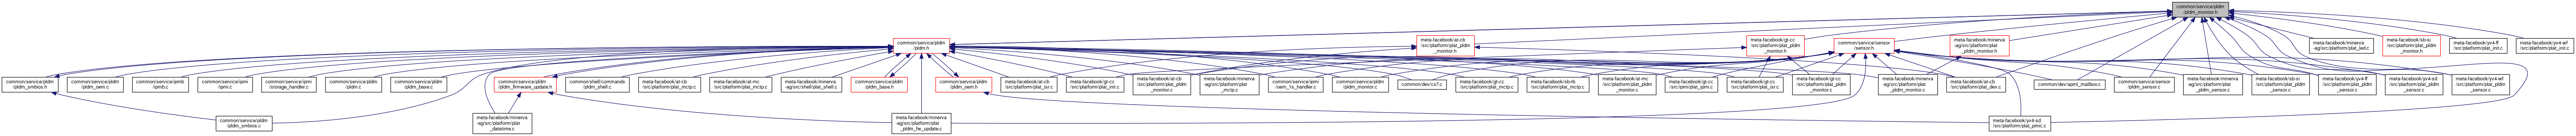 common/service/pldm
/pldm_monitor.h
common/service/pldm
/pldm.h
meta-facebook/at-cb
/src/platform/plat_pldm
_monitor.h
meta-facebook/gt-cc
/src/platform/plat_pldm
_monitor.h
common/service/sensor
/sensor.h
meta-facebook/minerva
-ag/src/platform/plat
_pldm_monitor.h
meta-facebook/minerva
-ag/src/platform/plat_led.c
meta-facebook/sb-si
/src/platform/plat_pldm
_monitor.h
meta-facebook/yv4-ff
/src/platform/plat_init.c
meta-facebook/yv4-wf
/src/platform/plat_init.c
common/service/pldm
/pldm_smbios.h
common/service/pldm
/pldm_oem.c
common/service/ipmb
/ipmb.c
common/service/ipmi
/ipmi.c
common/service/ipmi
/storage_handler.c
common/service/pldm
/pldm.c
common/service/pldm
/pldm_base.c
common/service/pldm
/pldm_firmware_update.h
common/shell/commands
/pldm_shell.c
meta-facebook/at-cb
/src/platform/plat_mctp.c
meta-facebook/at-mc
/src/platform/plat_mctp.c
meta-facebook/minerva
-ag/src/shell/plat_pldm_shell.c
common/service/pldm
/pldm_base.h
common/service/pldm
/pldm_oem.h
meta-facebook/at-cb
/src/platform/plat_isr.c
meta-facebook/gt-cc
/src/platform/plat_init.c
meta-facebook/at-cb
/src/platform/plat_pldm
_monitor.c
meta-facebook/minerva
-ag/src/platform/plat
_mctp.c
common/service/ipmi
/oem_1s_handler.c
common/service/pldm
/pldm_monitor.c
common/dev/cx7.c
meta-facebook/gt-cc
/src/platform/plat_mctp.c
meta-facebook/sb-rb
/src/platform/plat_mctp.c
meta-facebook/at-mc
/src/platform/plat_pldm
_monitor.c
meta-facebook/gt-cc
/src/ipmi/plat_ipmi.c
meta-facebook/gt-cc
/src/platform/plat_isr.c
meta-facebook/gt-cc
/src/platform/plat_pldm
_monitor.c
meta-facebook/minerva
-ag/src/platform/plat
_pldm_monitor.c
meta-facebook/at-cb
/src/platform/plat_dev.c
common/dev/apml_mailbox.c
common/service/sensor
/pldm_sensor.c
meta-facebook/minerva
-ag/src/platform/plat
_pldm_sensor.c
meta-facebook/sb-si
/src/platform/plat_pldm
_sensor.c
meta-facebook/yv4-ff
/src/platform/plat_pldm
_sensor.c
meta-facebook/yv4-sd
/src/platform/plat_pldm
_sensor.c
meta-facebook/yv4-wf
/src/platform/plat_pldm
_sensor.c
common/service/pldm
/pldm_smbios.c
meta-facebook/minerva
-ag/src/platform/plat
_datetime.c
meta-facebook/minerva
-ag/src/platform/plat
_pldm_fw_update.c
meta-facebook/yv4-sd
/src/platform/plat_pmic.c